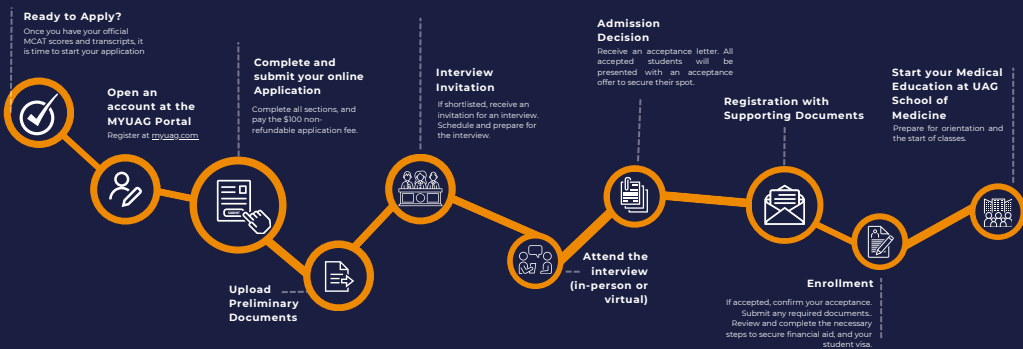 Ready to Apply?
Once you have your official
MCAT scores and transcripts, it
is time to start your application
Open an
account at the
MYUAG Portal
Register at myuag.com
Complete and
submit your online
Application
Complete all sections, and
pay the $100 non-
refundable application fee.
SUBMIT
Upload
Preliminary
Documents
Interview
Invitation
If shortlisted, receive an
invitation for an interview.
Schedule and prepare for
the interview.
Attend the
interview
(in-person or
virtual)
Admission
Decision
Receive an acceptance letter. All
accepted students will be
presented with an acceptance
offer to secure their spot.
Registration with
Supporting Documents
Enrollment
If accepted, confirm your acceptance.
Submit any required documents..
Review and complete the necessary
steps to secure financial aid, and your
student visa.
Start your Medical
Education at UAG
School of
Medicine
Prepare for orientation and
the start of classes.